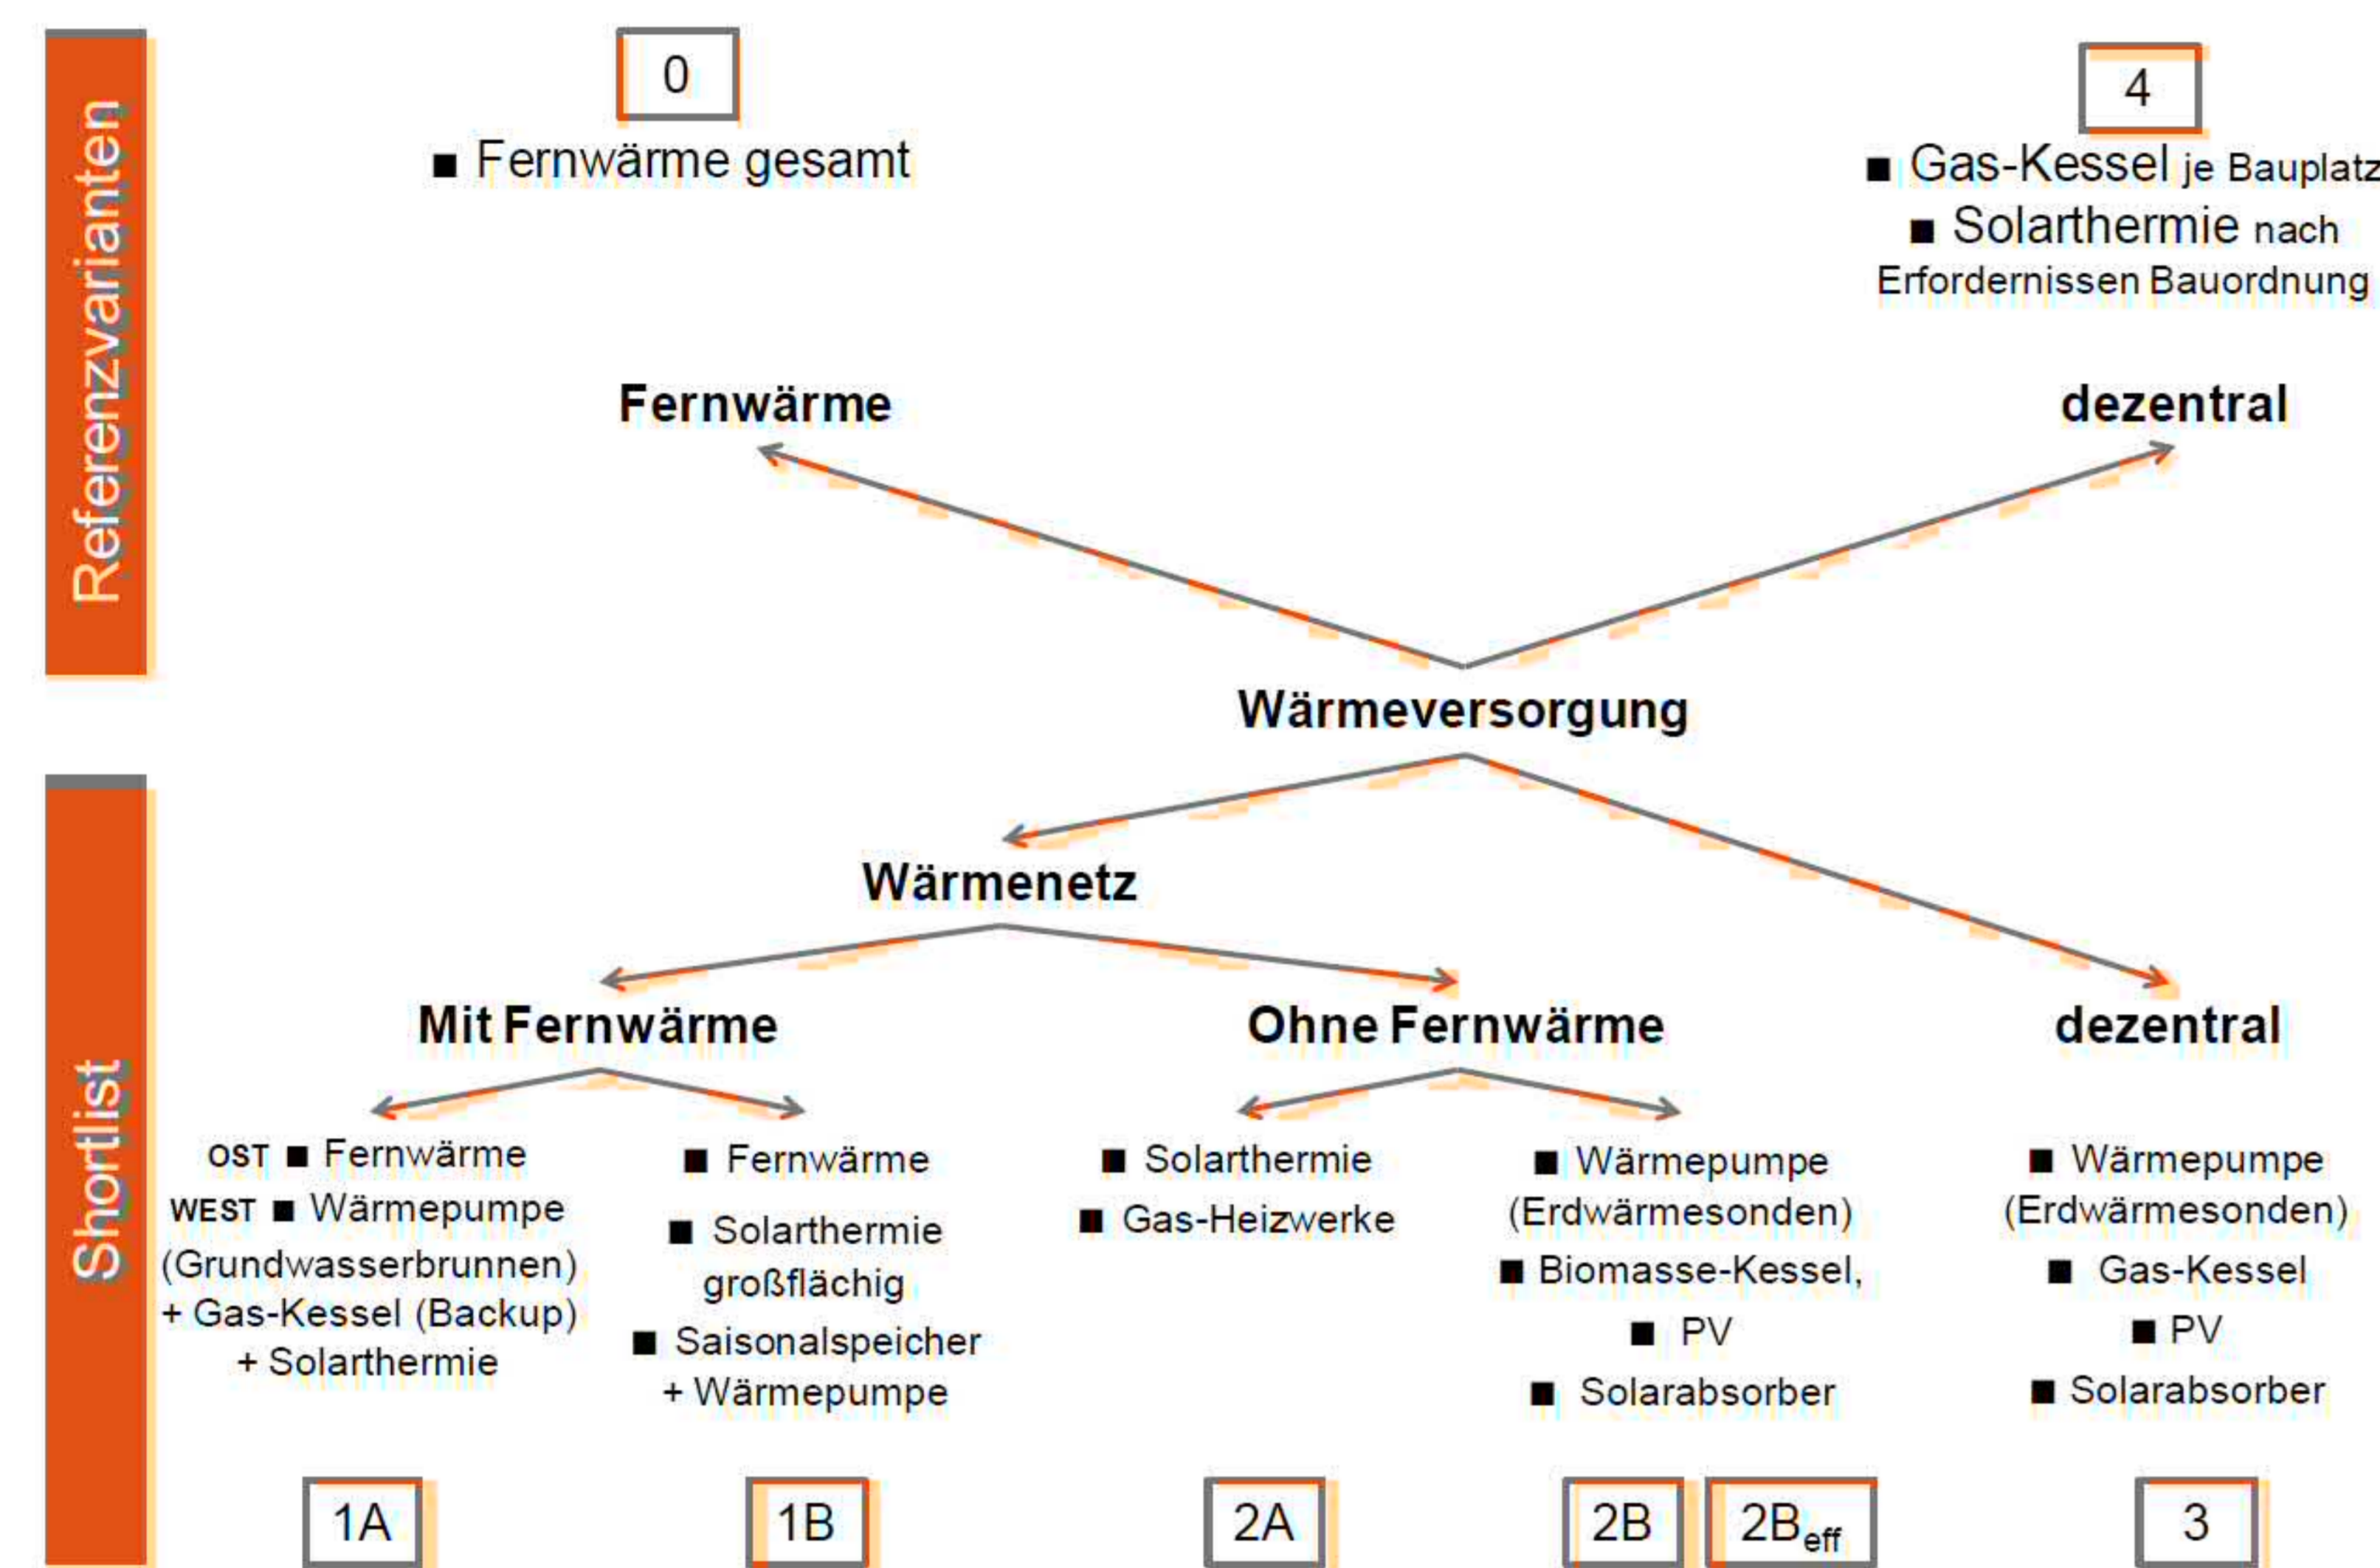 Referenzvarianten
0
■ Fernwärme gesamt
4
■ Gas-Kessel je Bauplatz
■ Solarthermie nach
Erfordernissen Bauordnung
Fernwärme
dezentral
Wärmeversorgung
Shortlist
Wärmenetz
Mit Fernwärme
Ohne Fernwärme
dezentral
OST ■ Fernwärme
WEST ■ Wärmepumpe
(Grundwasserbrunnen)
+ Gas-Kessel (Backup)
+ Solarthermie
■ Fernwärme
■ Solarthermie
großflächig
■ Saisonalspeicher
+ Wärmepumpe
■ Solarthermie
■ Gas-Heizwerke
■ Wärmepumpe
(Erdwärmesonden)
■ Biomasse-Kessel,
■ PV
■ Solarabsorber
■ Wärmepumpe
(Erdwärmesonden)
■ Gas-Kessel
■ PV
■ Solarabsorber
1A
1B
2A
2B
2Beff
3